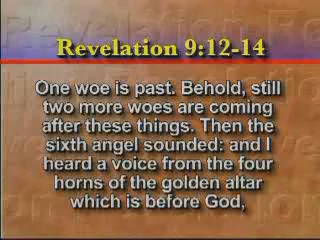 Revelation 9:12-14
One woe is past. Behold, still
two more woes are coming
after these things. Then the
sixth angel sounded: and I
heard a voice from the four
horns of the golden altar
which is before God,